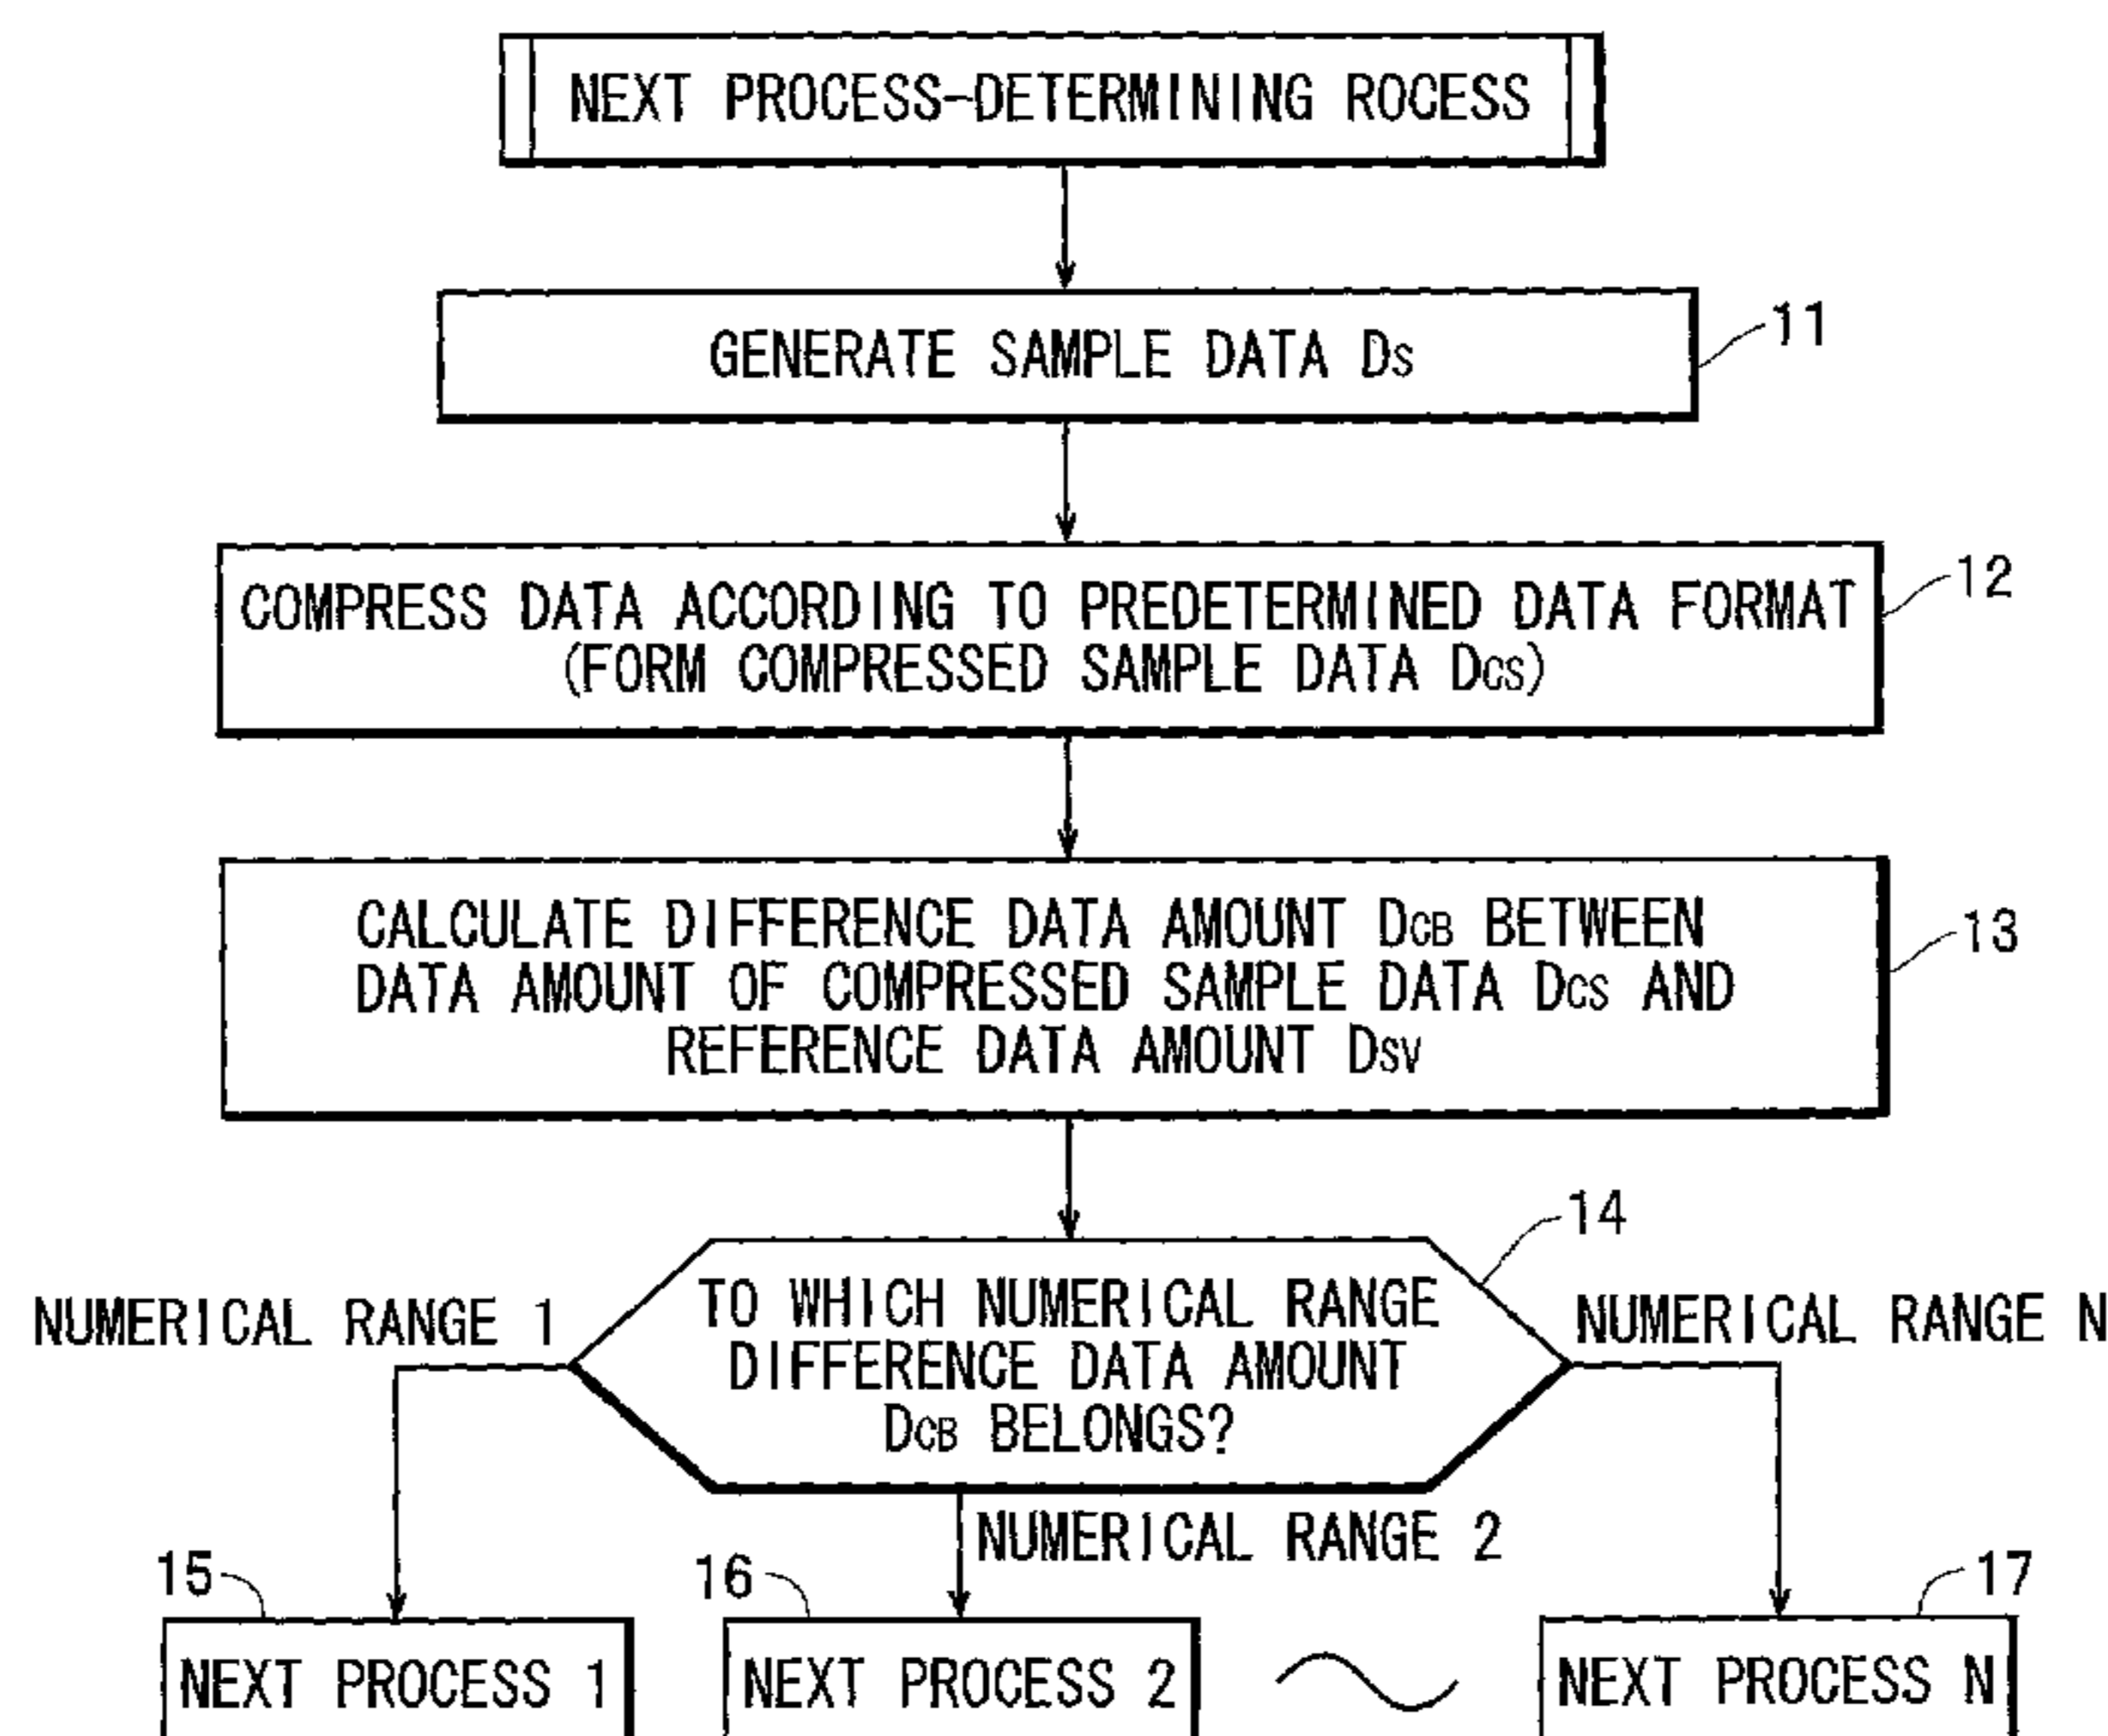 NEXT PROCESS-DETERMINING ROCESS
GENERATE SAMPLE DATA DS
11
COMPRESS DATA ACCORDING TO PREDETERMINED DATA FORMAT
(FORM COMPRESSED SAMPLE DATA DCS)
12
CALCULATE DIFFERENCE DATA AMOUNT DCB BETWEEN
DATA AMOUNT OF COMPRESSED SAMPLE DATA DCS AND
REFERENCE DATA AMOUNT DSV
13
14
TO WHICH NUMERICAL RANGE
DIFFERENCE DATA AMOUNT
DCB BELONGS?
NUMERICAL RANGE 1
NUMERICAL RANGE N
NUMERICAL RANGE 2
15
16
17
NEXT PROCESS 1
NEXT PROCESS 2
NEXT PROCESS N